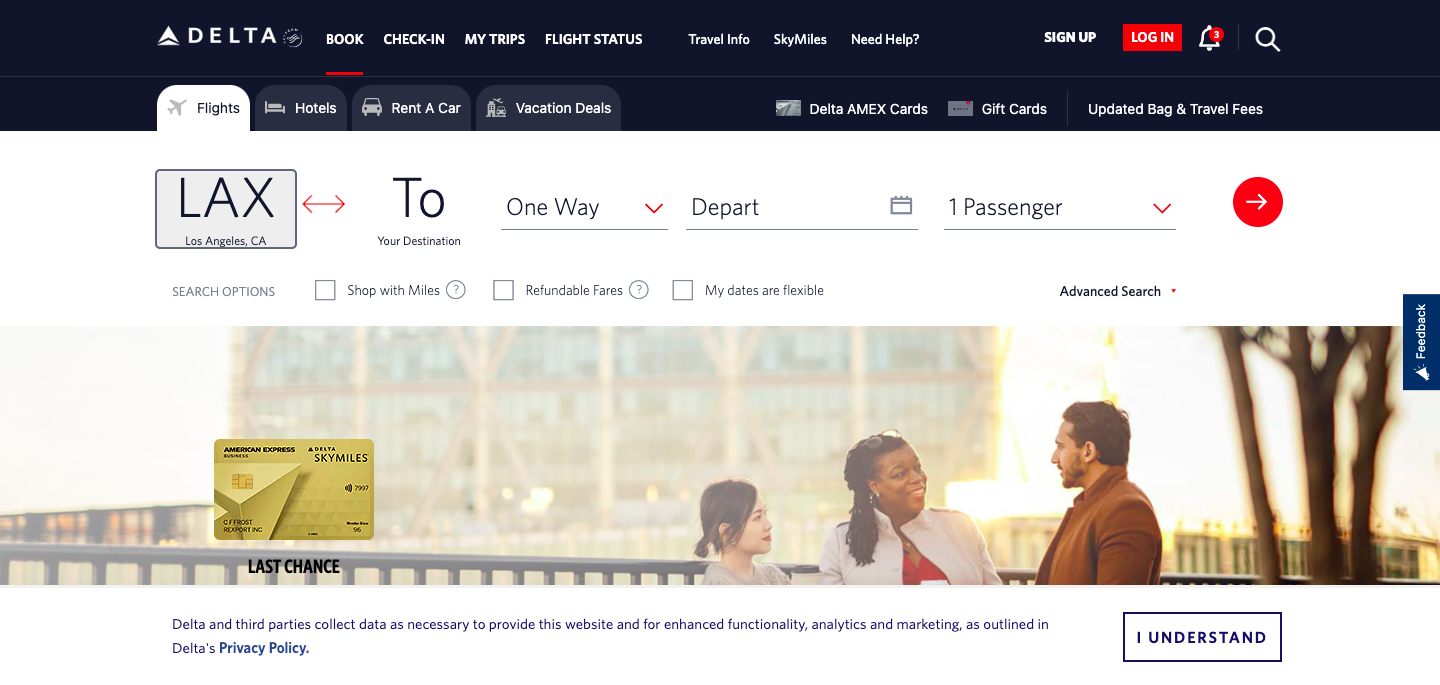 DELTA
BOOK
CHECK-IN
MY TRIPS
FLIGHT STATUS
Travel Info
SkyMiles
Need Help?
SIGN UP
LOG IN
3
Flights
Hotels
Rent A Car
Vacation Deals
Delta AMEX Cards
Gift Cards
Updated Bag & Travel Fees
LAX
Los Angeles, CA
To
Your Destination
One Way
Depart
1 Passenger
SEARCH OPTIONS
Shop with Miles
?
Refundable Fares
?
My dates are flexible
Advanced Search
Feedback
AMERICAN EXPRESS
BUSINESS
DELTA
SKYMILES
7997
C F FROST
REXPORT INC
Member Since
96
LAST CHANCE
Delta and third parties collect data as necessary to provide this website and for enhanced functionality, analytics and marketing, as outlined in
Delta's Privacy Policy.
I UNDERSTAND